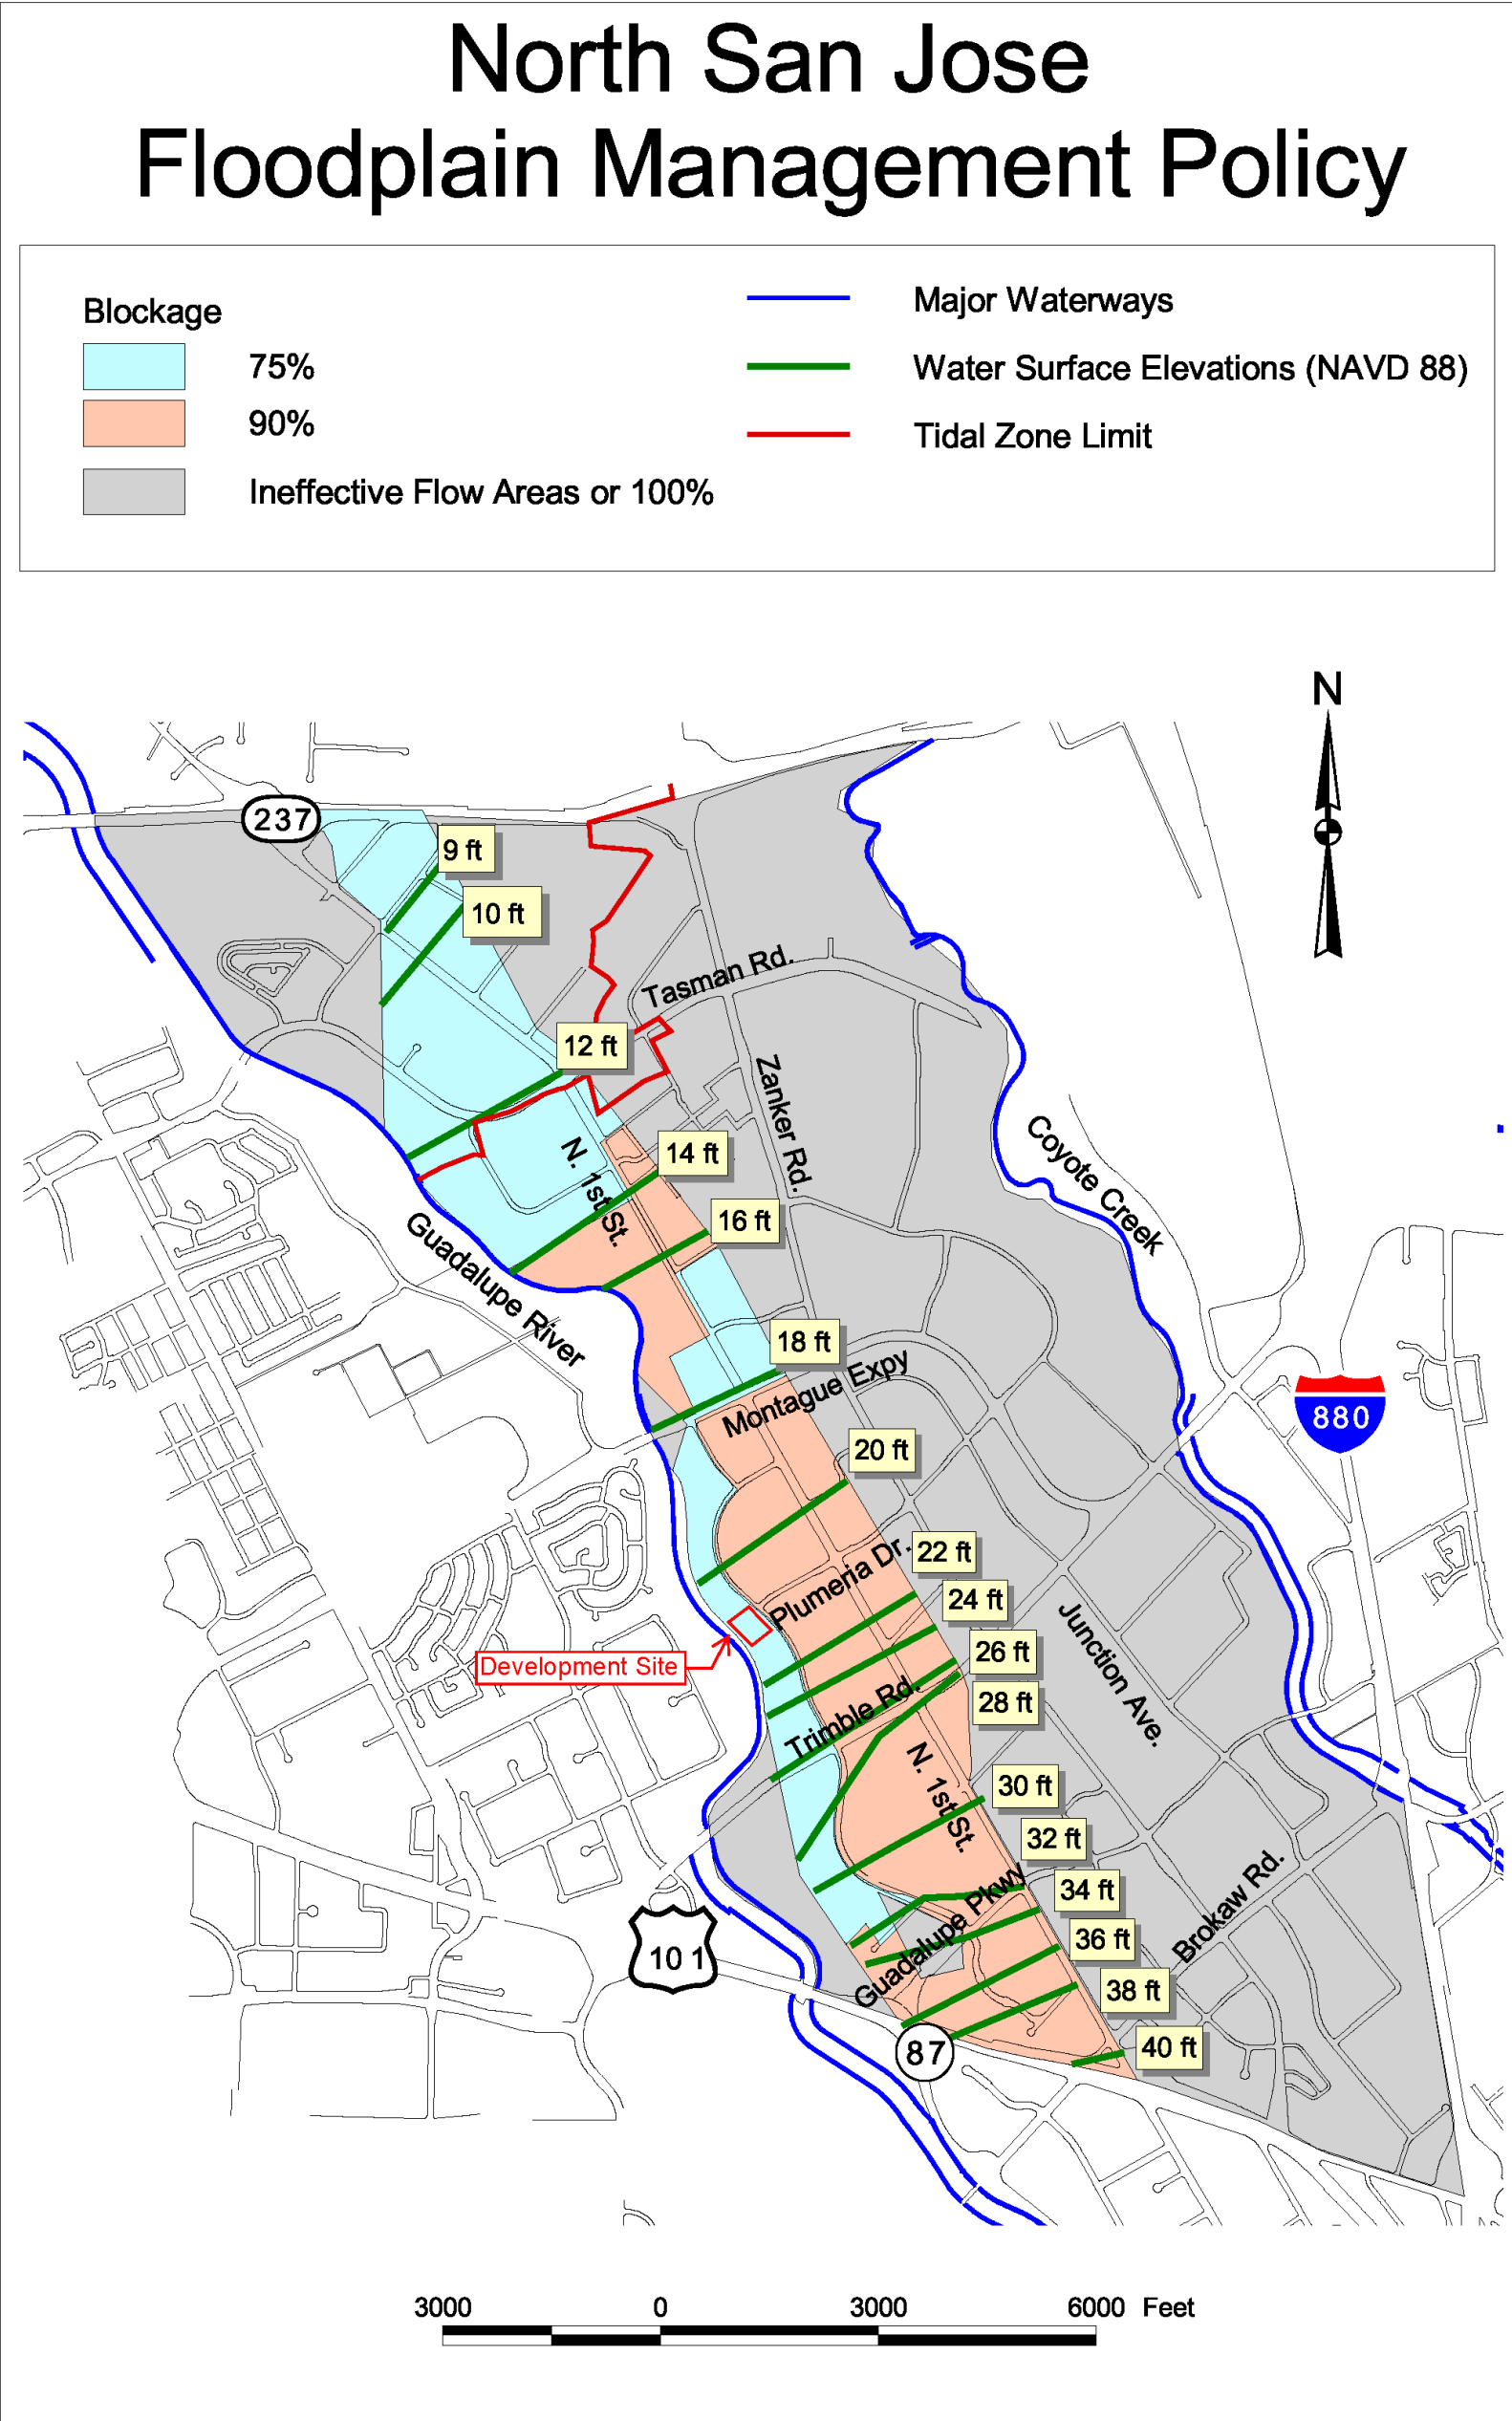 North San Jose
Floodplain Management Policy
Blockage
75%
90%
Ineffective Flow Areas or 100%
Major Waterways
Water Surface Elevations (NAVD 88)
Tidal Zone Limit
N
237
9 ft
10 ft
Tasman Rd.
12 ft
Zanker Rd.
Coyote Creek
14 ft
N. 1st St.
16 ft
Guadalupe River
18 ft
Montague Expy
880
20 ft
22 ft
Plumeria Dr.
24 ft
Junction Ave.
26 ft
Development Site
28 ft
Trimble Rd.
N. 1st St.
30 ft
32 ft
34 ft
Guadalupe Pkwy
Brokaw Rd.
36 ft
101
38 ft
87
40 ft
3000 0 3000 6000 Feet